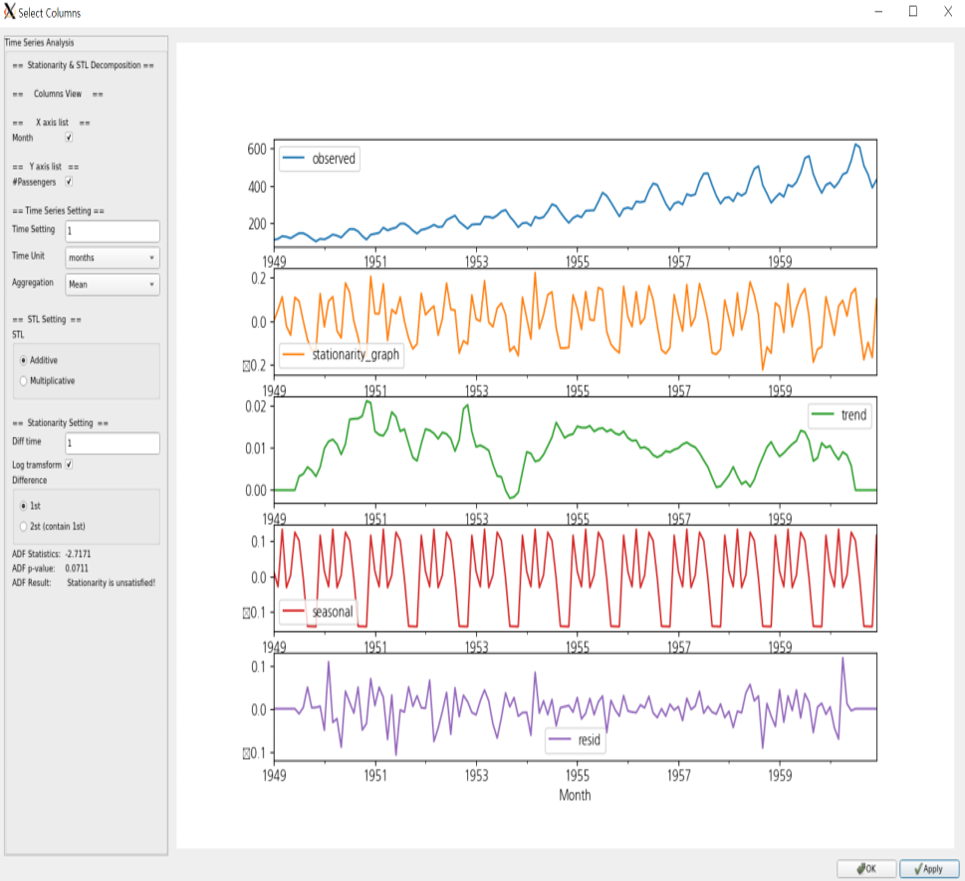 Select Columns
Time Series Analysis
== Stationarity & STL Decomposition ==
== Columns View ==
== X axis list ==
Month
== Y axis list ==
#Passengers
== Time Series Setting ==
Time Setting 1
Time Unit months
Aggregation Mean
== STL Setting ==
STL
Additive
Multiplicative
== Stationarity Setting ==
Diff time 1
Log transform
Difference
1st
2st (contain 1st)
ADF Statistics: -2.7171
ADF p-value: 0.0711
ADF Result: Stationarity is unsatisfied!
600
400
200
observed
1949 1951 1953 1955 1957 1959
0.2
0.0
0.2
stationarity_graph
1949 1951 1953 1955 1957 1959
0.02
0.01
0.00
trend
1949 1951 1953 1955 1957 1959
0.1
0.0
0.1
seasonal
1949 1951 1953 1955 1957 1959
0.1
0.0
0.1
resid
1949 1951 1953 1955 1957 1959
Month
OK Apply